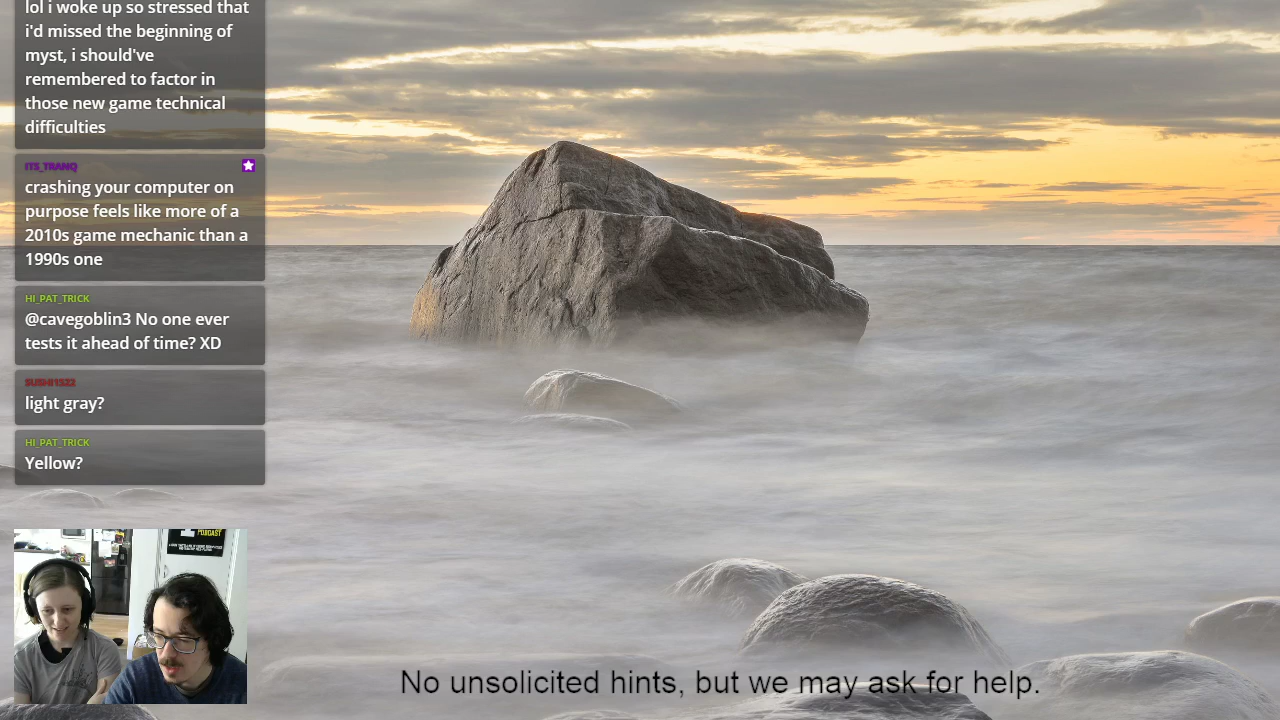 lol i woke up so stressed that
i'd missed the beginning of
myst, i should've
remembered to factor in
those new game technical
difficulties
ITS_TRANQ
crashing your computer on
purpose feels like more of a
2010s game mechanic than a
1990s one
HI_PAT_TRICK
@cavegoblin3 No one ever
tests it ahead of time? XD
SUSHI1522
light gray?
HI_PAT_TRICK
Yellow?
PODCAST
No unsolicited hints, but we may ask for help.